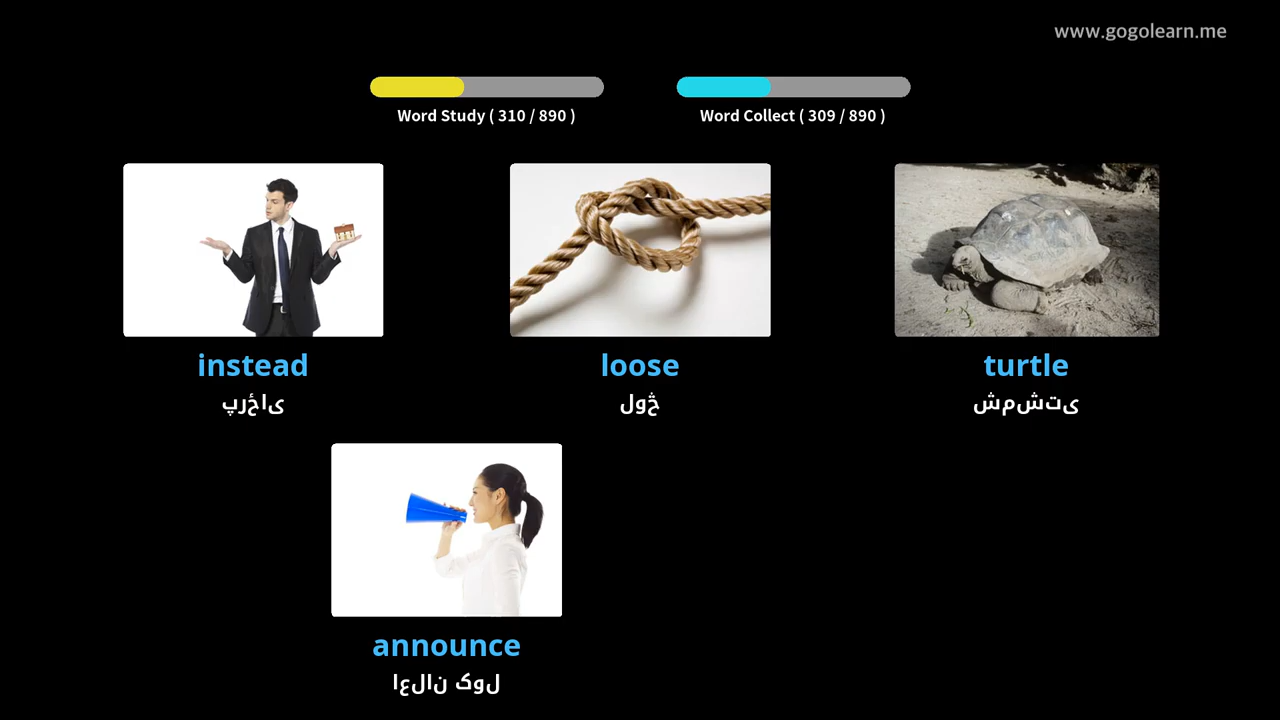 www.gogolearn.me
Word Study ( 310 / 890 )
Word Collect ( 309 / 890 )
instead
پرځای
loose
لوڅ
turtle
شمشتی
announce
اعلان کول